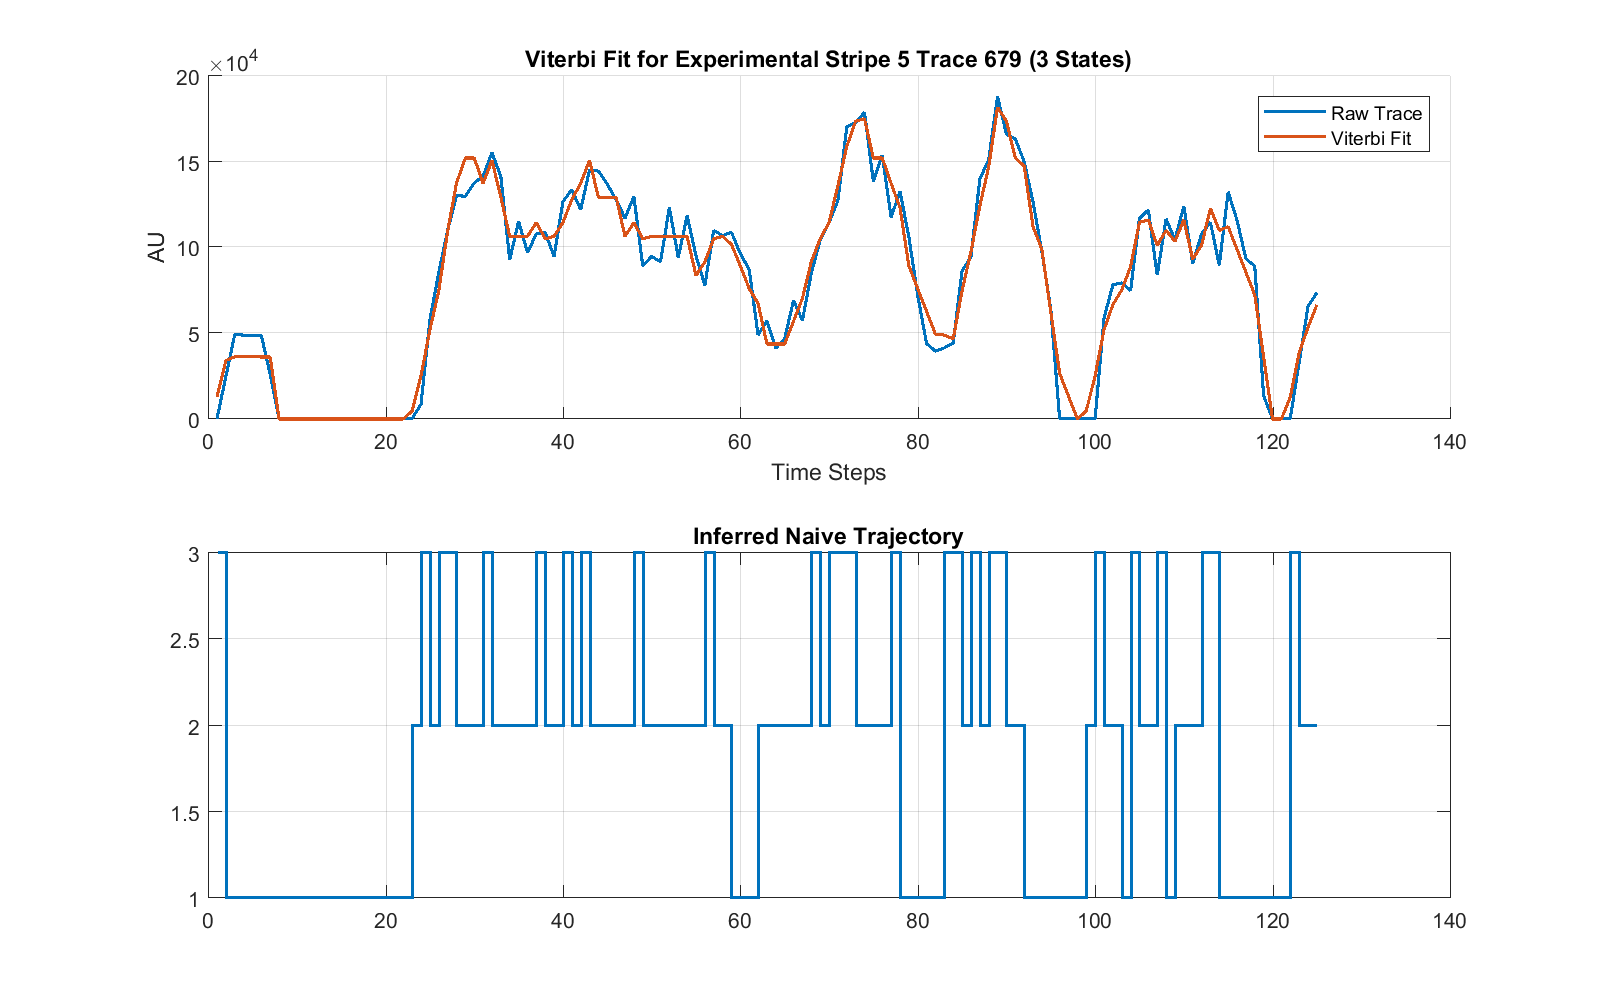 Viterbi Fit for Experimental Stripe 5 Trace 679 (3 States)
×10⁴
20
15
10
5
0
AU
Raw Trace
Viterbi Fit
0 20 40 60 80 100 120 140
Time Steps
Inferred Naive Trajectory
3
2.5
2
1.5
1
0 20 40 60 80 100 120 140